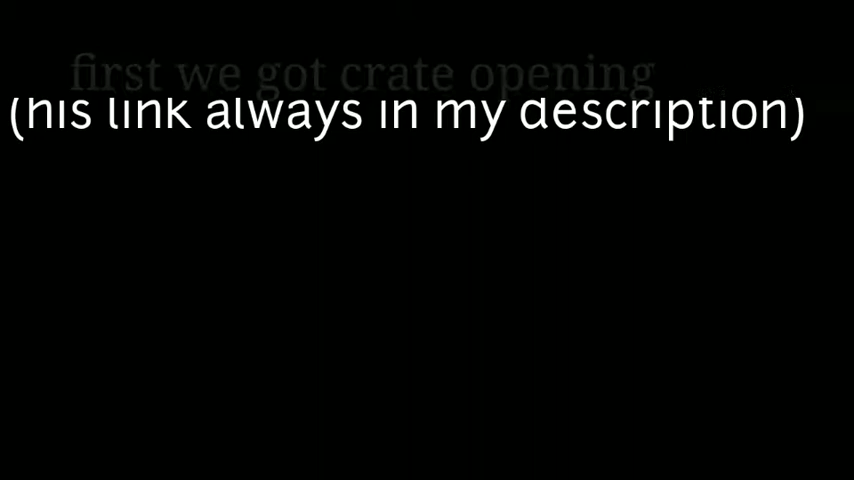 first we got crate opening
(his link always in my description)